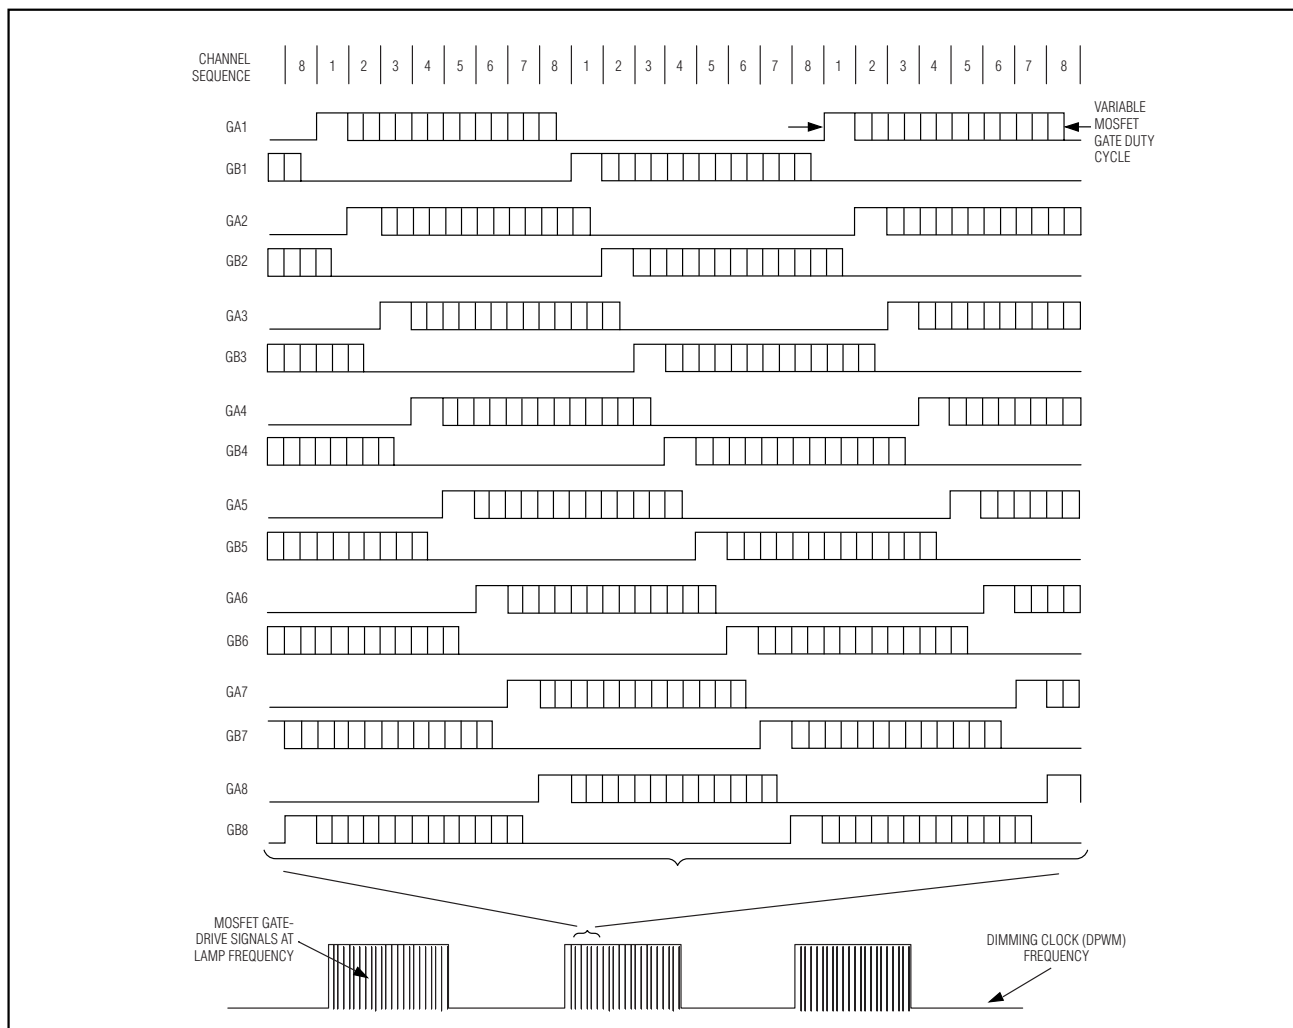 CHANNEL
SEQUENCE
8 1 2 3 4 5 6 7 8 1 2 3 4 5 6 7 8 1 2 3 4 5 6 7 8
GA1
VARIABLE
MOSFET
GATE DUTY
CYCLE
GB1
GA2
GB2
GA3
GB3
GA4
GB4
GA5
GB5
GA6
GB6
GA7
GB7
GA8
GB8
MOSFET GATE-
DRIVE SIGNALS AT
LAMP FREQUENCY
DIMMING CLOCK (DPWM)
FREQUENCY